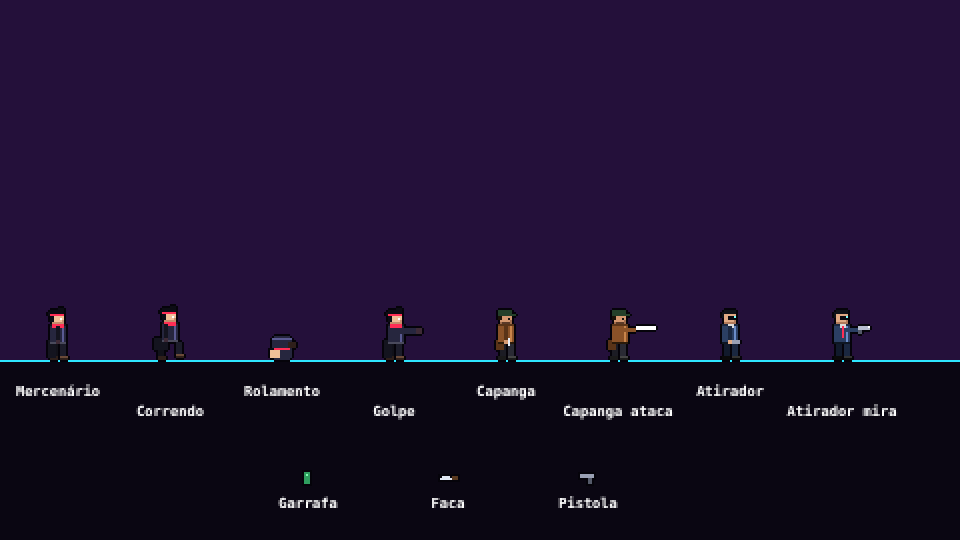 Mercenário
Correndo
Rolamento
Golpe
Capanga
Capanga ataca
Atirador
Atirador mira
Garrafa
Faca
Pistola